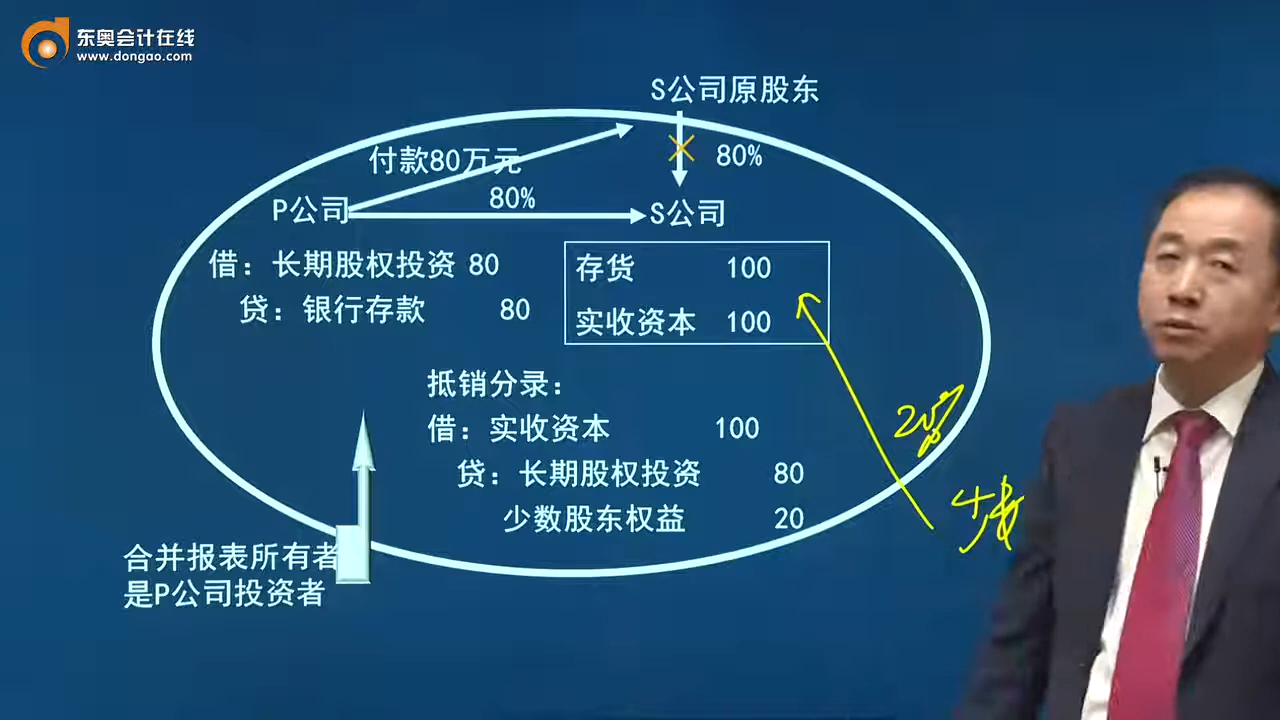 东奥会计在线
www.dongao.com
S公司原股东
付款80万元
80%
80%
P公司
S公司
借：长期股权投资 80
贷：银行存款 80
存货 100
实收资本 100
抵销分录：
借：实收资本 100
贷：长期股权投资 80
少数股东权益 20
20%
少数
合并报表所有者
是P公司投资者